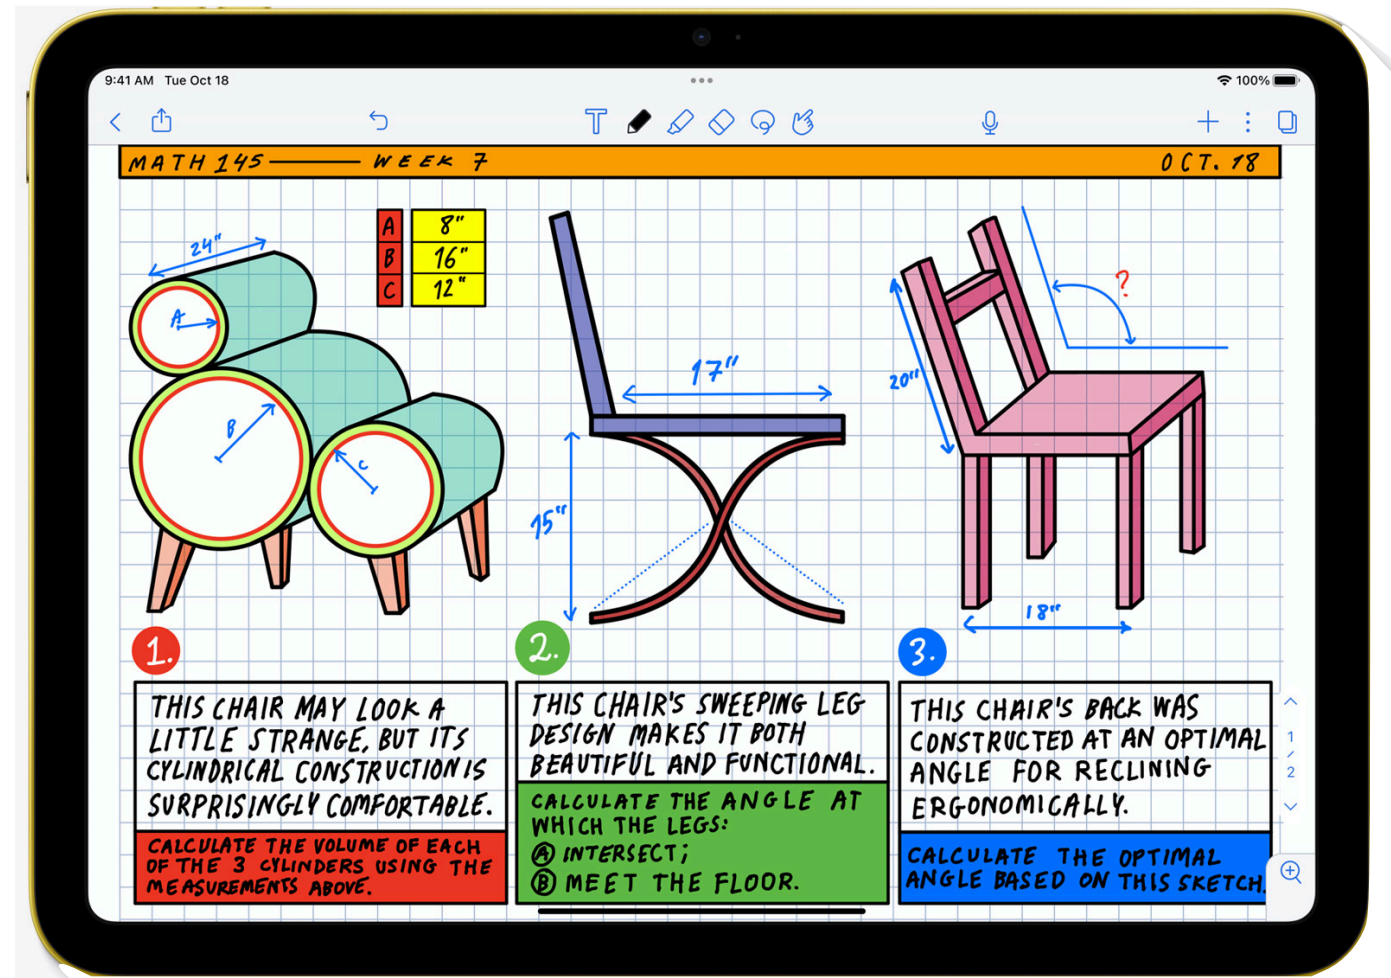 9:41 AM Tue Oct 18
100%
MATH 145 WEEK 7 OCT. 18
24"
A 8"
B 16"
C 12"
A
B
C
17"
15"
?
20"
18"
1.
THIS CHAIR MAY LOOK A
LITTLE STRANGE, BUT ITS
CYLINDRICAL CONSTRUCTION IS
SURPRISINGLY COMFORTABLE.
CALCULATE THE VOLUME OF EACH
OF THE 3 CYLINDERS USING THE
MEASUREMENTS ABOVE.
2.
THIS CHAIR'S SWEEPING LEG
DESIGN MAKES IT BOTH
BEAUTIFUL AND FUNCTIONAL.
CALCULATE THE ANGLE AT
WHICH THE LEGS:
Ⓐ INTERSECT;
Ⓑ MEET THE FLOOR.
3.
THIS CHAIR'S BACK WAS
CONSTRUCTED AT AN OPTIMAL
ANGLE FOR RECLINING
ERGONOMICALLY.
CALCULATE THE OPTIMAL
ANGLE BASED ON THIS SKETCH.
1
/
2